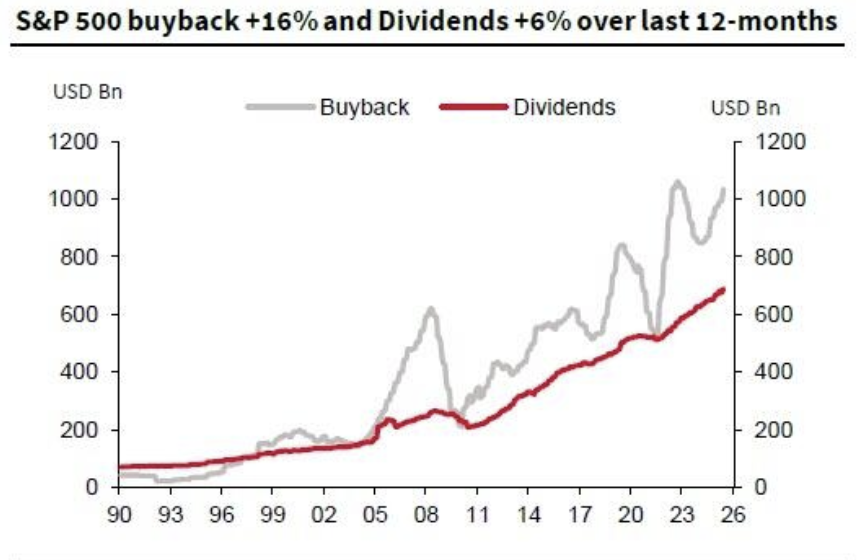 S&P 500 buyback +16% and Dividends +6% over last 12-months
USD Bn
Buyback Dividends
USD Bn
1200 1200
1000 1000
800 800
600 600
400 400
200 200
0 0
90 93 96 99 02 05 08 11 14 17 20 23 26